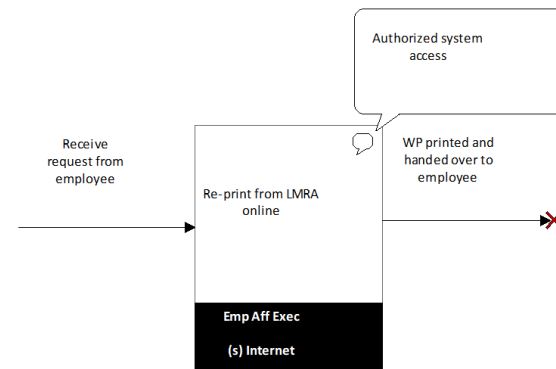 Authorized system
access
Receive
request from
employee
WP printed and
handed over to
employee
Re-print from LMRA
online
Emp Aff Exec
(s) Internet